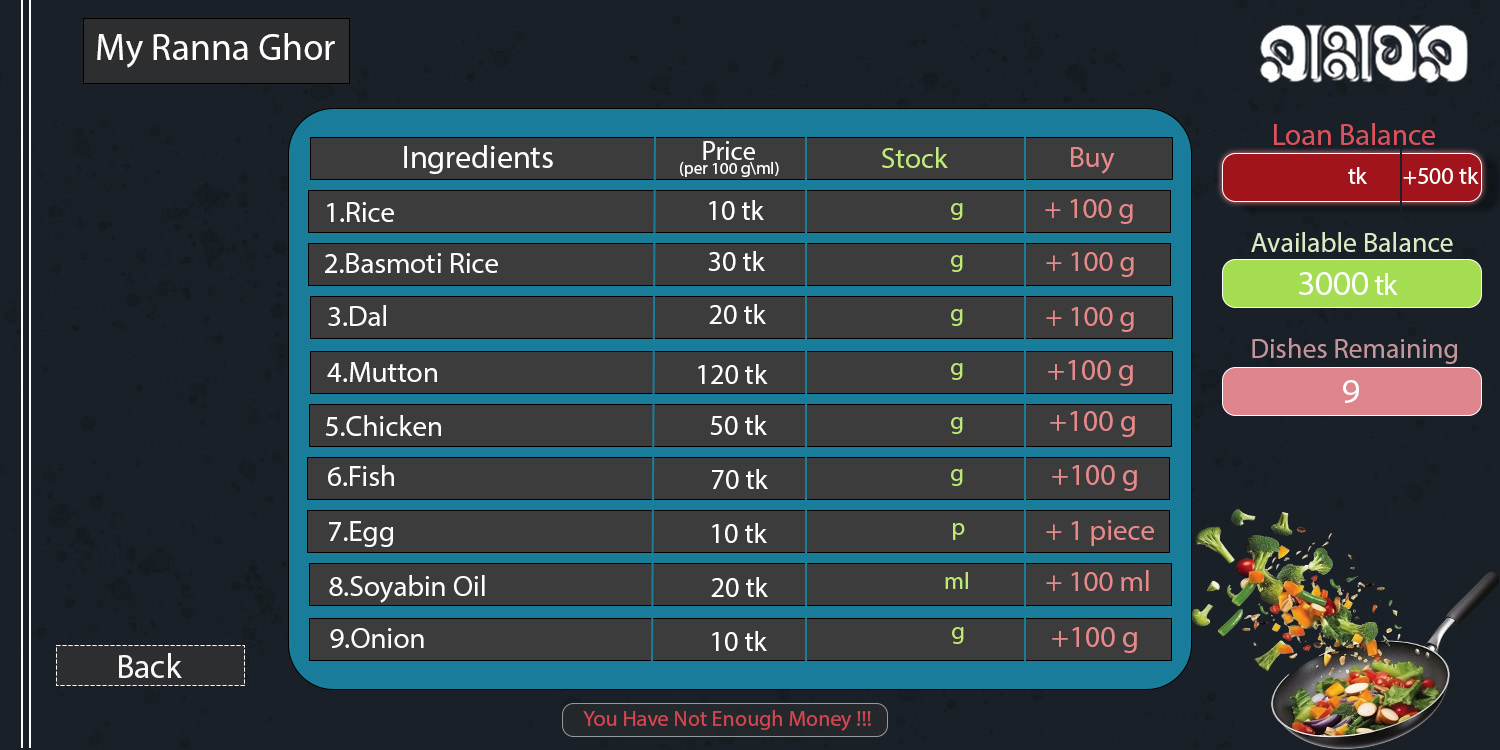 My Ranna Ghor
রান্নাঘর
Ingredients Price (per 100 g\ml) Stock Buy
1.Rice 10 tk g + 100 g
2.Basmoti Rice 30 tk g + 100 g
3.Dal 20 tk g + 100 g
4.Mutton 120 tk g +100 g
5.Chicken 50 tk g +100 g
6.Fish 70 tk g +100 g
7.Egg 10 tk p + 1 piece
8.Soyabin Oil 20 tk ml + 100 ml
9.Onion 10 tk g +100 g
Loan Balance
tk +500 tk
Available Balance
3000 tk
Dishes Remaining
9
Back
You Have Not Enough Money !!!